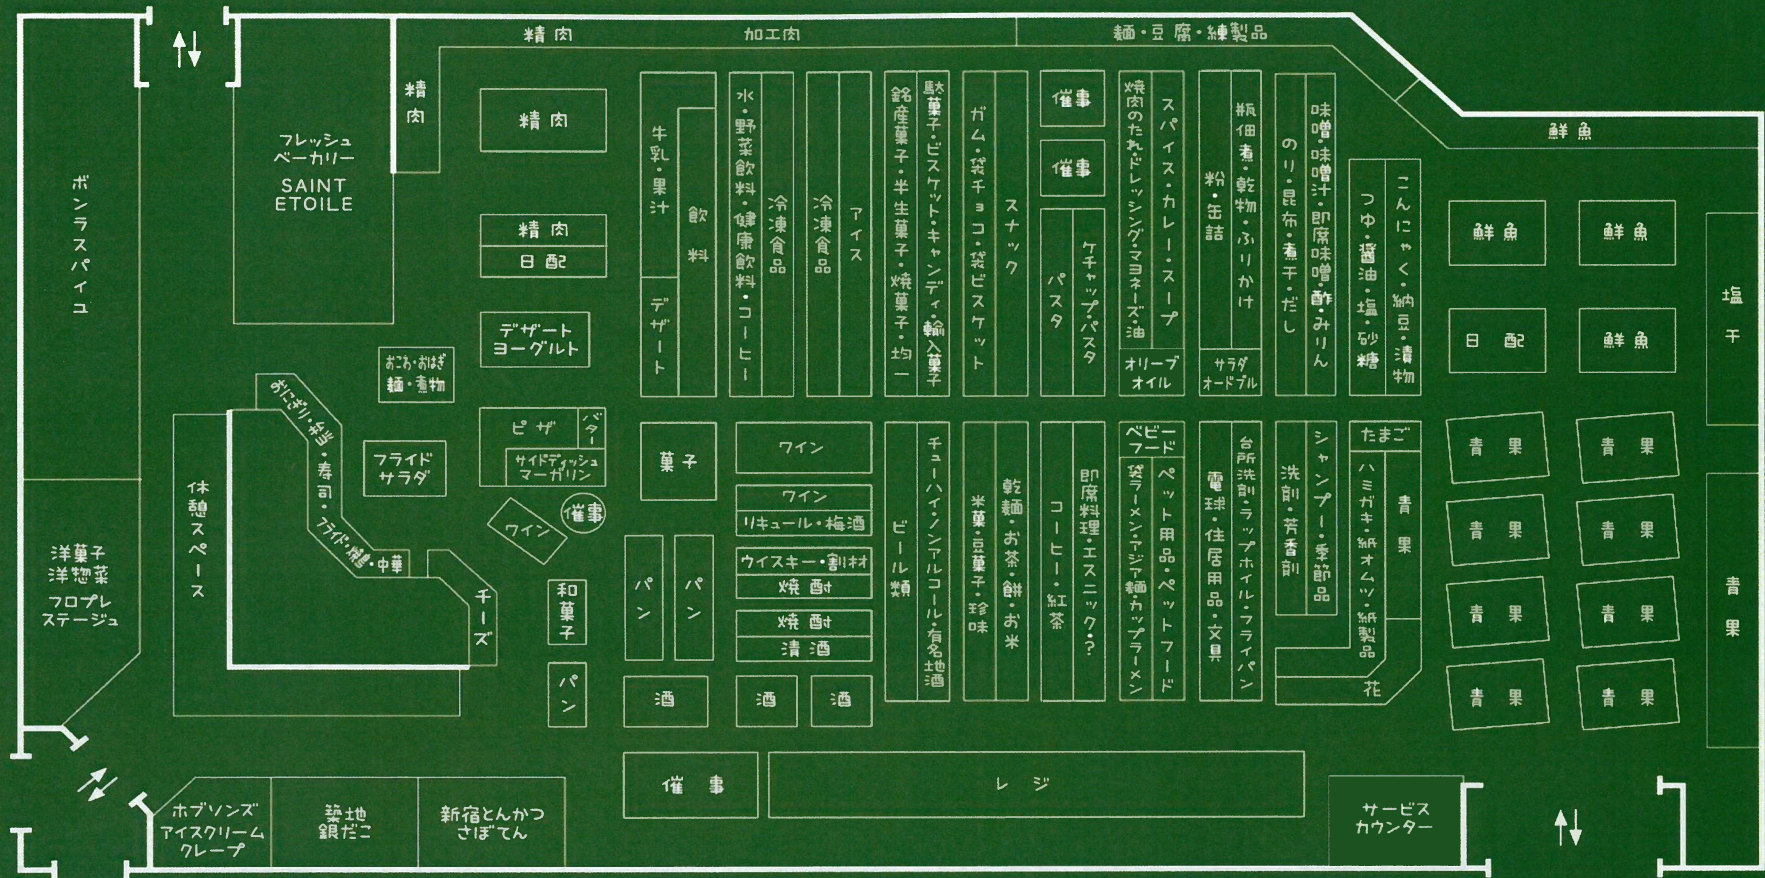 精肉
加工肉
麺・豆腐・練製品
精肉
鮮魚
ボンラスパイユ
フレッシュ
ベーカリー
SAINT
ETOILE
精肉
精肉
日配
デザート
ヨーグルト
おこわ・おはぎ
麺・煮物
フライド
サラダ
ピザ
バター
サイドディッシュ
マーガリン
ワイン
催事
牛乳・果汁
デザート
飲料
水・野菜飲料・健康飲料・コーヒー
冷凍食品
冷凍食品
アイス
銘産菓子・半生菓子・焼菓子・均一
駄菓子・ビスケット・キャンディ・輸入菓子
ガム・袋チョコ・袋ビスケット
スナック
催事
催事
パスタ
ケチャップ・パスタ
焼肉のたれ・ドレッシング・マヨネーズ・油
スパイス・カレー・スープ
オリーブ
オイル
粉・缶詰
瓶佃煮・乾物・ふりかけ
サラダ
オードブル
のり・昆布・煮干・だし
味噌・味噌汁・即席味噌・酢・みりん
つゆ・醤油・塩・砂糖
こんにゃく・納豆・漬物
鮮魚
鮮魚
日配
鮮魚
塩干
おにぎり・弁当・寿司・フライド・焼鳥・中華
休憩スペース
チーズ
和菓子
パン
洋菓子
洋惣菜
フロプレ
ステージュ
菓子
パン
パン
酒
ワイン
ワイン
リキュール・梅酒
ウイスキー・割材
焼酎
焼酎
清酒
酒
酒
ビール類
チューハイ・ノンアルコール・有名地酒
米菓・豆菓子・珍味
乾麺・お茶・餅・お米
コーヒー・紅茶
即席料理・エスニック・?
ベビー
フード
袋ラーメン・アジア麺・カップラーメン
ペット用品・ペットフード
電球・住居用品・文具
台所洗剤・ラップホイル・フライパン
洗剤・芳香剤
シャンプー・季節品
たまご
ハミガキ・紙オムツ・紙製品
青果
花
青果
青果
青果
青果
青果
青果
青果
青果
青果
ホブソンズ
アイスクリーム
クレープ
築地
銀だこ
新宿とんかつ
さぼてん
催事
レジ
サービス
カウンター